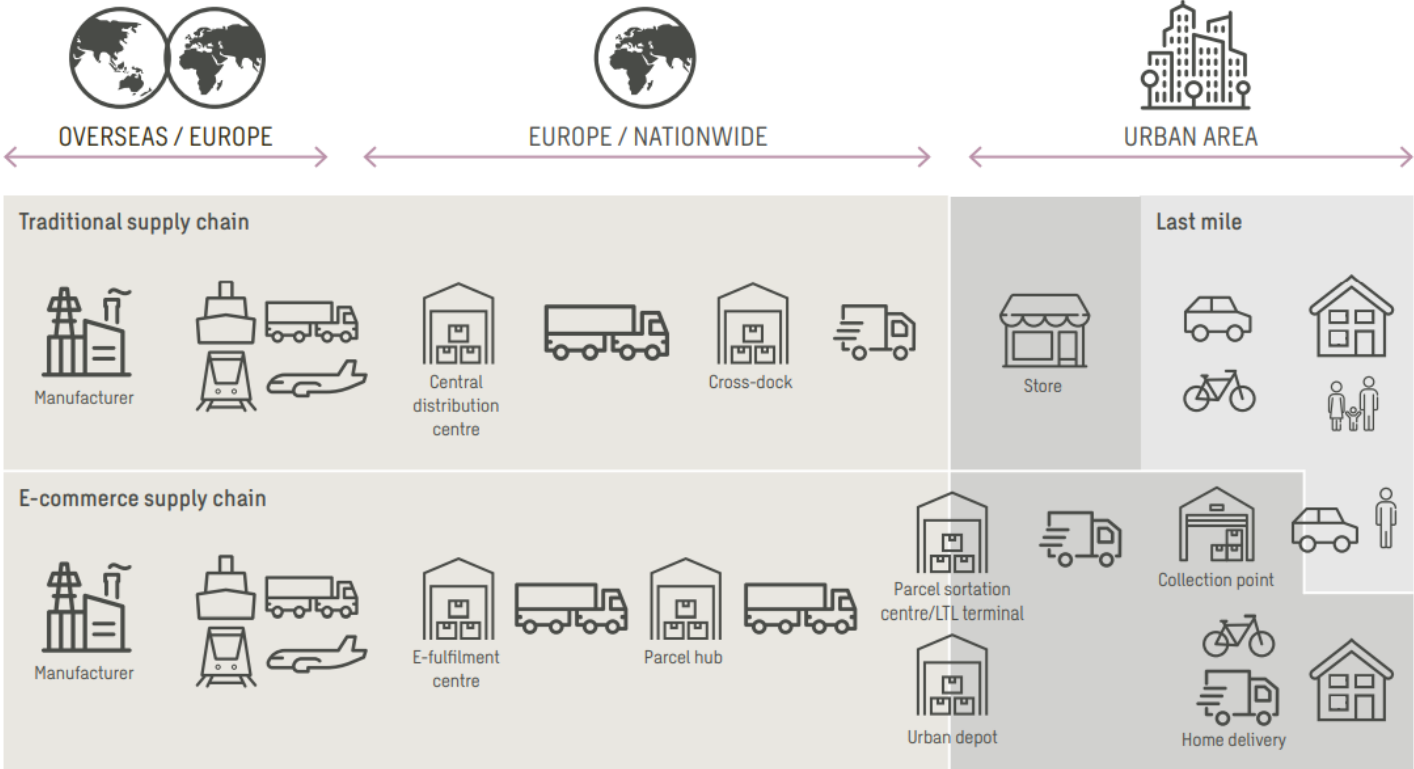 OVERSEAS / EUROPE
EUROPE / NATIONWIDE
URBAN AREA
Traditional supply chain
Last mile
Manufacturer
Central
distribution
centre
Cross-dock
Store
E-commerce supply chain
Manufacturer
E-fulfilment
centre
Parcel hub
Parcel sortation
centre/LTL terminal
Urban depot
Collection point
Home delivery